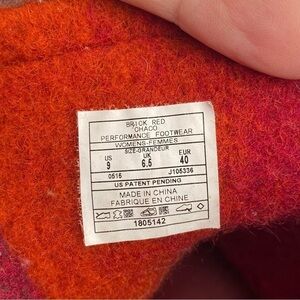 BRICK RED
CHACO
PERFORMANCE FOOTWEAR
WOMENS-FEMMES
SIZE-GRANDEUR
US UK EUR
9 6.5 40
0516 J105336
US PATENT PENDING
MADE IN CHINA
FABRIQUE EN CHINE
1805142